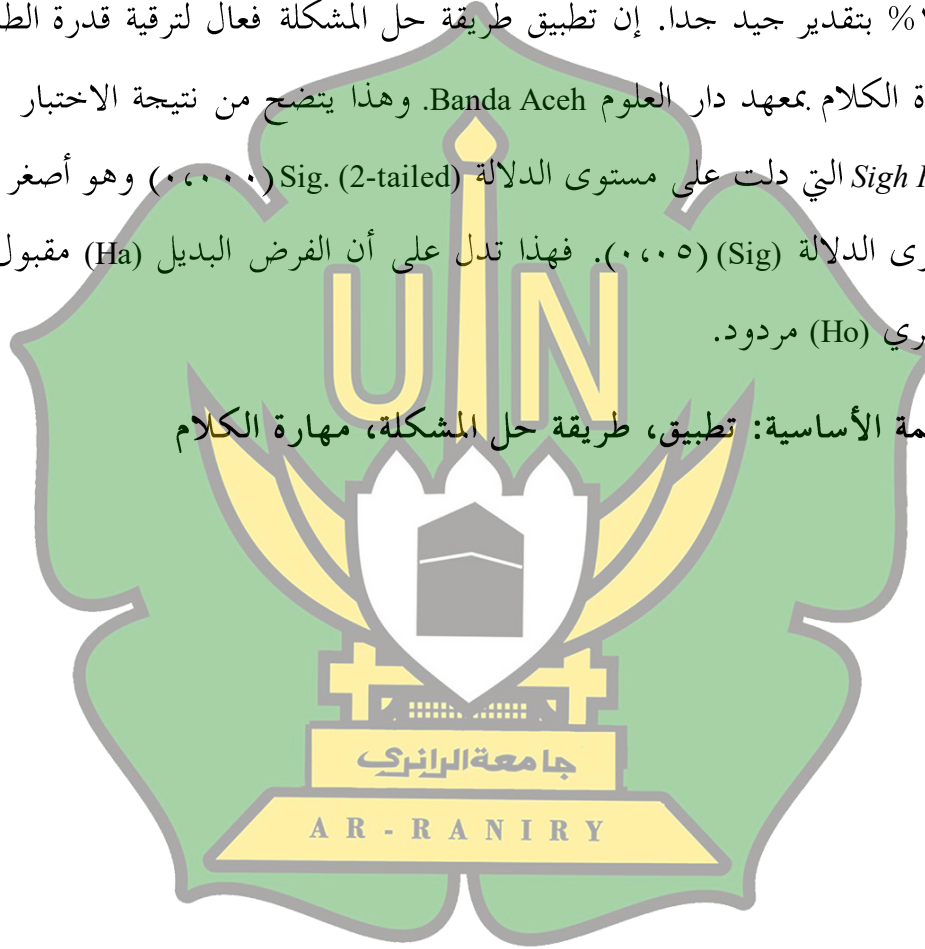 % بتقدير جيد جدا. إن تطبيق طريقة حل المشكلة فعال لترقية قدرة
الكلام بمعهد دار العلوم Banda Aceh. وهذا يتضح من نتيجة الاختبار
Sigh التي دلت على مستوى الدلالة Sig. (2-tailed) (٠،٠٠٠) وهو أصغر
الدلالة (Sig) (٠،٠٥). فهذا تدل على أن الفرض البديل (Ha) مقبول
(Ho) مردود.
الأساسية: تطبيق، طريقة حل المشكلة، مهارة الكلام
UIN
جامعة الرانري
AR-RANIRY